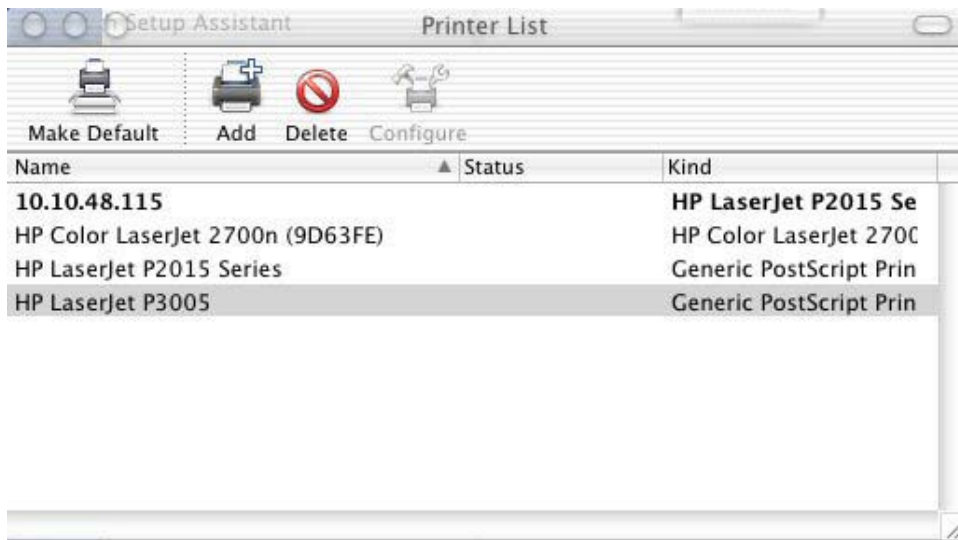 Setup Assistant
Printer List
Make Default Add Delete Configure
Name Status Kind
10.10.48.115 HP LaserJet P2015 Se
HP Color LaserJet 2700n (9D63FE) HP Color LaserJet 270
HP LaserJet P2015 Series Generic PostScript Prin
HP LaserJet P3005 Generic PostScript Prin